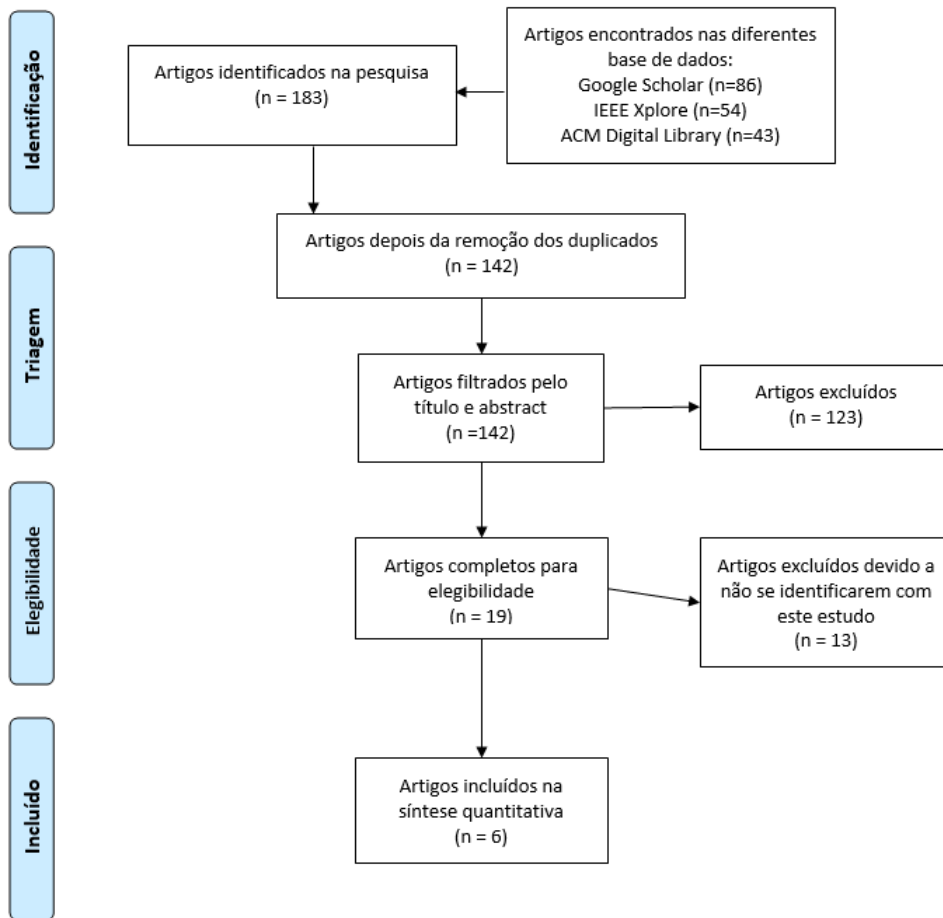 Identificação
Artigos identificados na pesquisa
(n = 183)
Artigos encontrados nas diferentes
base de dados:
Google Scholar (n=86)
IEEE Xplore (n=54)
ACM Digital Library (n=43)
Artigos depois da remoção dos duplicados
(n = 142)
Triagem
Artigos filtrados pelo
título e abstract
(n =142)
Artigos excluídos
(n = 123)
Elegibilidade
Artigos completos para
elegibilidade
(n = 19)
Artigos excluídos devido a
não se identificarem com
este estudo
(n = 13)
Incluído
Artigos incluídos na
síntese quantitativa
(n = 6)